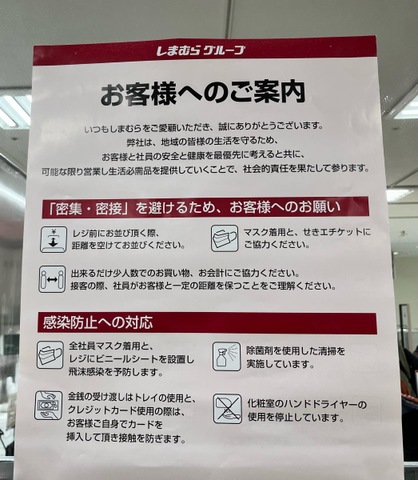 しまむらグループ
お客様へのご案内
いつもしまむらをご愛顧いただき、誠にありがとうございます。
弊社は、地域の皆様の生活を守るため、
お客様と社員の安全と健康を最優先に考えると共に、
可能な限り営業し生活必需品を提供していくことで、社会的責任を果たして参ります。
「密集・密接」を避けるため、お客様へのお願い
レジ前にお並び頂く際、
距離を空けてお並びください。
マスク着用と、せきエチケットに
ご協力ください。
出来るだけ少人数でのお買い物、お会計にご協力ください。
接客の際、社員がお客様と一定の距離を保つことをご理解ください。
感染防止への対応
全社員マスク着用と、
レジにビニールシートを設置し
飛沫感染を予防します。
除菌剤を使用した清掃を
実施しています。
金銭の受け渡しはトレイの使用と、
クレジットカード使用の際は、
お客様ご自身でカードを
挿入して頂き接触を防ぎます。
化粧室のハンドドライヤーの
使用を停止しています。